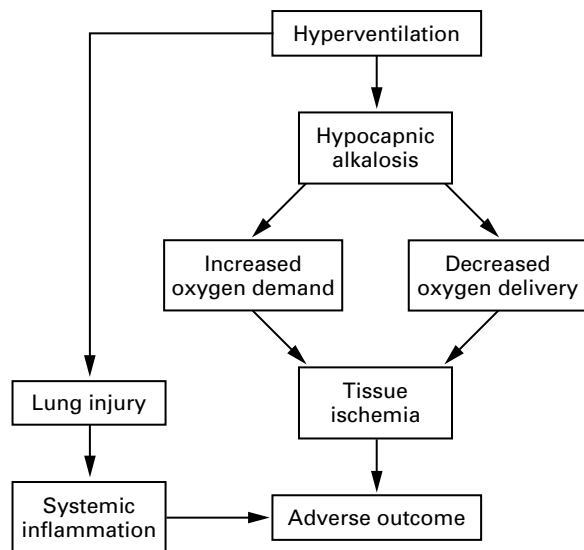 Hyperventilation
Hypocapnic
alkalosis
Increased
oxygen demand
Decreased
oxygen delivery
Lung injury
Tissue
ischemia
Systemic
inflammation
Adverse outcome